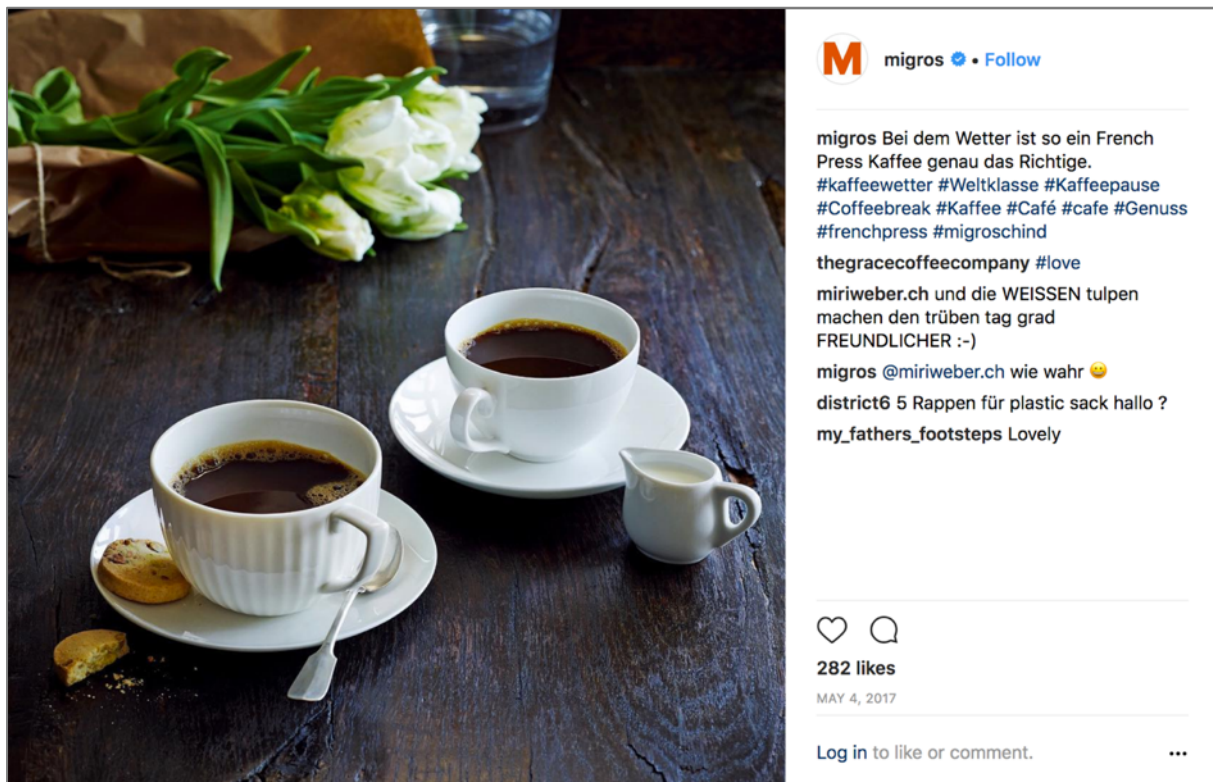 M
migros • Follow
migros Bei dem Wetter ist so ein French
Press Kaffee genau das Richtige.
#kaffeewetter #Weltklasse #Kaffeepause
#Coffeebreak #Kaffee #Café #cafe #Genuss
#frenchpress #migroschind
thegracecoffeecompany #love
miriweber.ch und die WEISSEN tulpen
machen den trüben tag grad
FREUNDLICHER :-)
migros @miriweber.ch wie wahr 😀
district6 5 Rappen für plastic sack hallo ?
my_fathers_footsteps Lovely
282 likes
MAY 4, 2017
Log in to like or comment.